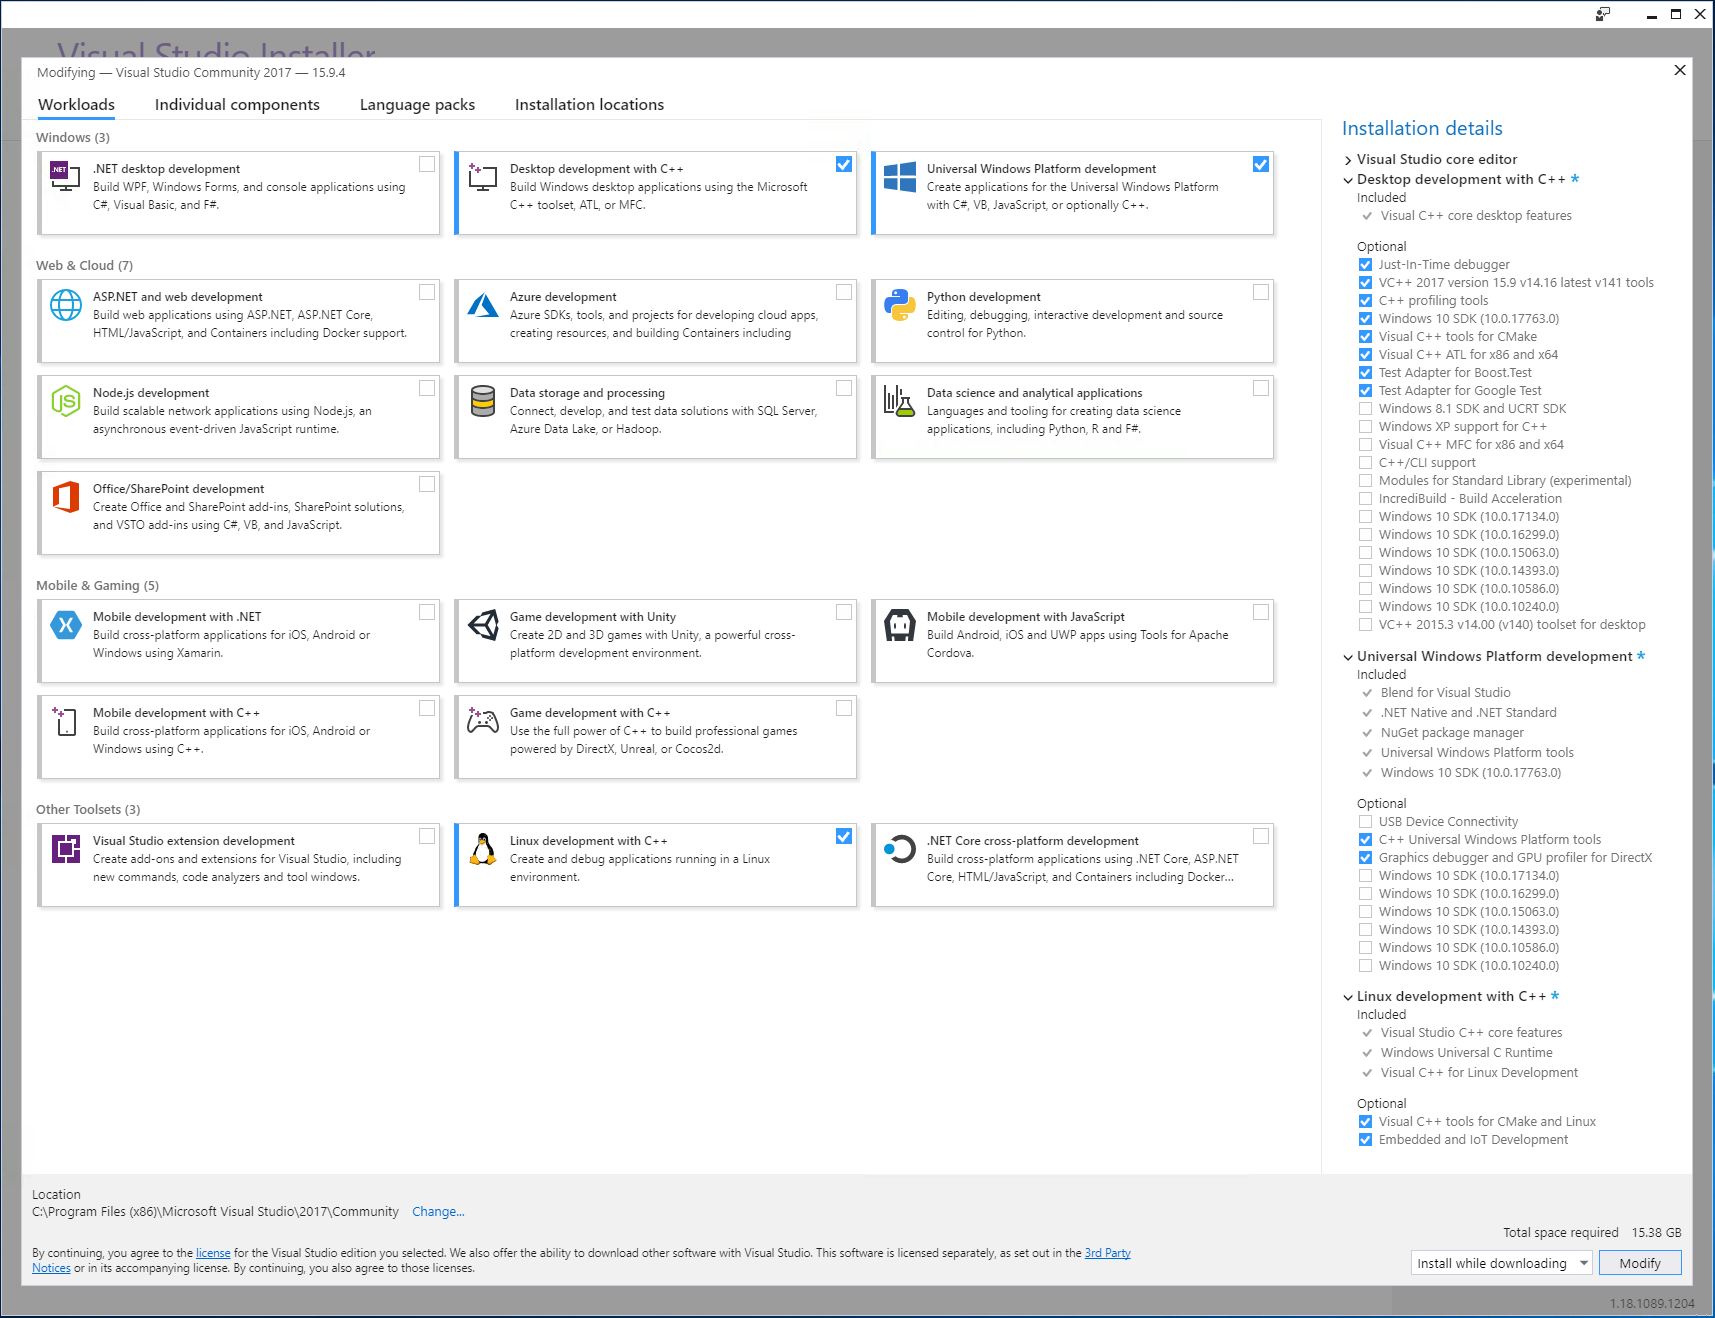 Visual Studio Installer
Modifying — Visual Studio Community 2017 — 15.9.4
Workloads
Individual components
Language packs
Installation locations
Windows (3)
.NET
.NET desktop development
Build WPF, Windows Forms, and console applications using
C#, Visual Basic, and F#.
Desktop development with C++
Build Windows desktop applications using the Microsoft
C++ toolset, ATL, or MFC.
Universal Windows Platform development
Create applications for the Universal Windows Platform
with C#, VB, JavaScript, or optionally C++.
Web & Cloud (7)
ASP.NET and web development
Build web applications using ASP.NET, ASP.NET Core,
HTML/JavaScript, and Containers including Docker support.
Azure development
Azure SDKs, tools, and projects for developing cloud apps,
creating resources, and building Containers including
Python development
Editing, debugging, interactive development and source
control for Python.
JS
Node.js development
Build scalable network applications using Node.js, an
asynchronous event-driven JavaScript runtime.
Data storage and processing
Connect, develop, and test data solutions with SQL Server,
Azure Data Lake, or Hadoop.
Data science and analytical applications
Languages and tooling for creating data science
applications, including Python, R and F#.
Office/SharePoint development
Create Office and SharePoint add-ins, SharePoint solutions,
and VSTO add-ins using C#, VB, and JavaScript.
Mobile & Gaming (5)
Mobile development with .NET
Build cross-platform applications for iOS, Android or
Windows using Xamarin.
Game development with Unity
Create 2D and 3D games with Unity, a powerful cross-
platform development environment.
Mobile development with JavaScript
Build Android, iOS and UWP apps using Tools for Apache
Cordova.
Mobile development with C++
Build cross-platform applications for iOS, Android or
Windows using C++.
Game development with C++
Use the full power of C++ to build professional games
powered by DirectX, Unreal, or Cocos2d.
Other Toolsets (3)
Visual Studio extension development
Create add-ons and extensions for Visual Studio, including
new commands, code analyzers and tool windows.
Linux development with C++
Create and debug applications running in a Linux
environment.
.NET Core cross-platform development
Build cross-platform applications using .NET Core, ASP.NET
Core, HTML/JavaScript, and Containers including Docker...
Installation details
Visual Studio core editor
Desktop development with C++ *
Included
Visual C++ core desktop features
Optional
Just-In-Time debugger
VC++ 2017 version 15.9 v14.16 latest v141 tools
C++ profiling tools
Windows 10 SDK (10.0.17763.0)
Visual C++ tools for CMake
Visual C++ ATL for x86 and x64
Test Adapter for Boost.Test
Test Adapter for Google Test
Windows 8.1 SDK and UCRT SDK
Windows XP support for C++
Visual C++ MFC for x86 and x64
C++/CLI support
Modules for Standard Library (experimental)
IncrediBuild - Build Acceleration
Windows 10 SDK (10.0.17134.0)
Windows 10 SDK (10.0.16299.0)
Windows 10 SDK (10.0.15063.0)
Windows 10 SDK (10.0.14393.0)
Windows 10 SDK (10.0.10586.0)
Windows 10 SDK (10.0.10240.0)
VC++ 2015.3 v14.00 (v140) toolset for desktop
Universal Windows Platform development *
Included
Blend for Visual Studio
.NET Native and .NET Standard
NuGet package manager
Universal Windows Platform tools
Windows 10 SDK (10.0.17763.0)
Optional
USB Device Connectivity
C++ Universal Windows Platform tools
Graphics debugger and GPU profiler for DirectX
Windows 10 SDK (10.0.17134.0)
Windows 10 SDK (10.0.16299.0)
Windows 10 SDK (10.0.15063.0)
Windows 10 SDK (10.0.14393.0)
Windows 10 SDK (10.0.10586.0)
Windows 10 SDK (10.0.10240.0)
Linux development with C++ *
Included
Visual Studio C++ core features
Windows Universal C Runtime
Visual C++ for Linux Development
Optional
Visual C++ tools for CMake and Linux
Embedded and IoT Development
Location
C:\Program Files (x86)\Microsoft Visual Studio\2017\Community Change...
By continuing, you agree to the license for the Visual Studio edition you selected. We also offer the ability to download other software with Visual Studio. This software is licensed separately, as set out in the 3rd Party
Notices or in its accompanying license. By continuing, you also agree to those licenses.
Total space required 15.38 GB
Install while downloading
Modify
1.18.1089.1204